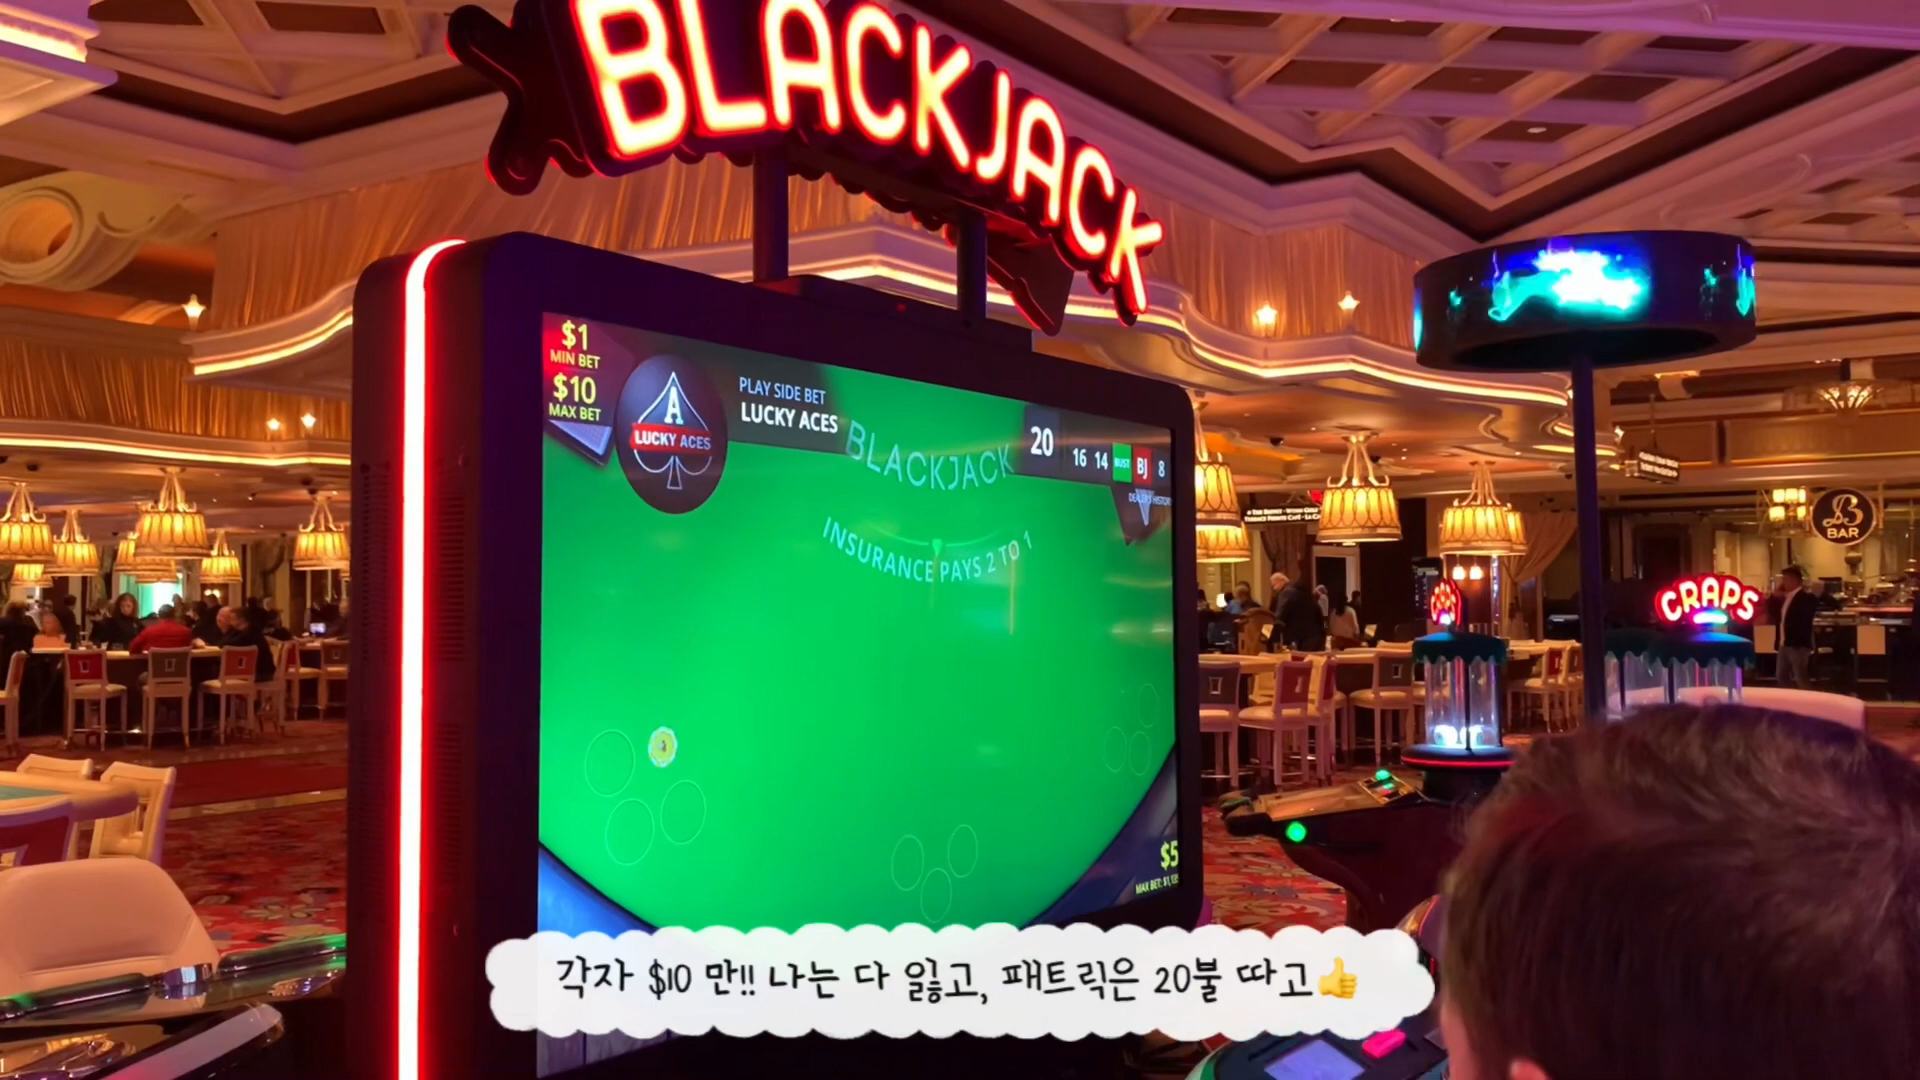 BLACKJACK
$1
MIN BET
$10
MAX BET
A
LUCKY ACES
PLAY SIDE BET
LUCKY ACES
BLACKJACK
INSURANCE PAYS 2 TO 1
20
16 14 BUST BJ 8
$5
B
BAR
CRAPS
각자 $10 만!! 나는 다 잃고, 패트릭은 20불 따고👍